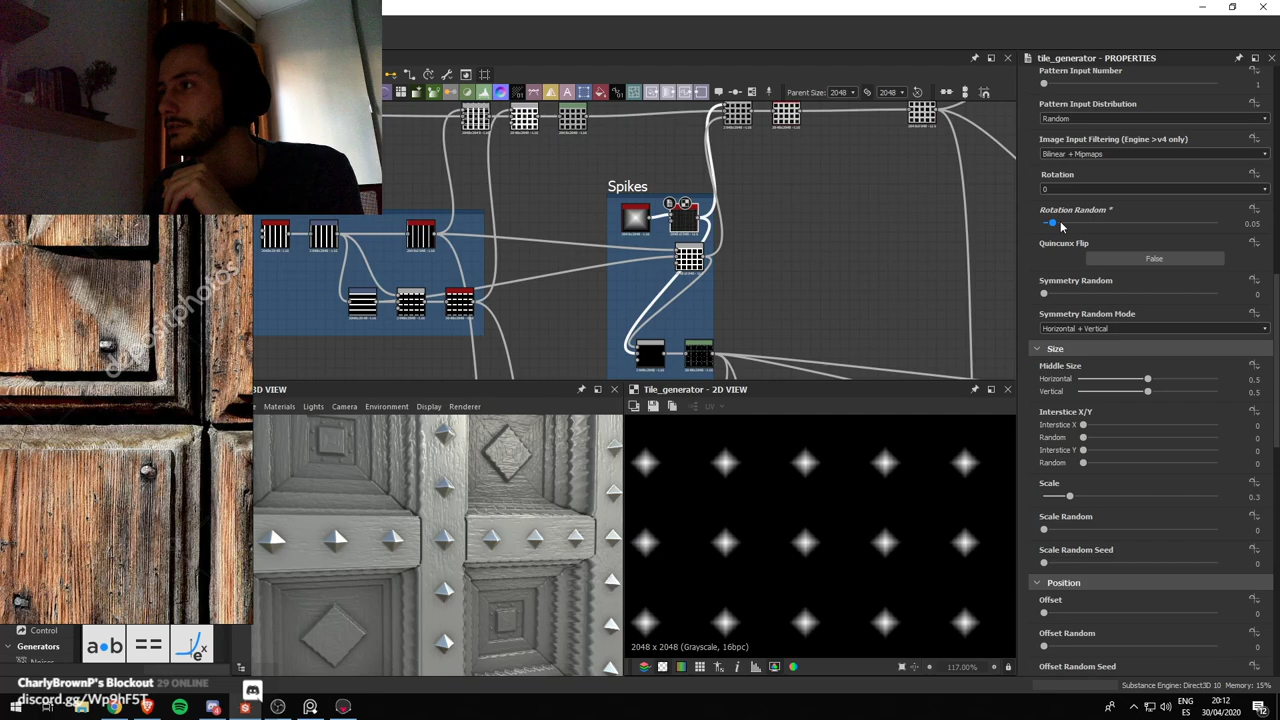 tile_generator - PROPERTIES
Pattern Input Number
1
Parent Size: 2048 2048
Pattern Input Distribution
Random
Image Input Filtering (Engine >v4 only)
Bilinear + Mipmaps
Rotation
0
Rotation Random *
0.05
Quincunx Flip
False
Symmetry Random
0
Symmetry Random Mode
Horizontal + Vertical
Size
Middle Size
Horizontal 0.5
Vertical 0.5
Interstice X/Y
Interstice X 0
Random 0
Interstice Y 0
Random 0
Scale
0.3
Scale Random
0
Scale Random Seed
0
Position
Offset
0
Offset Random
0
Offset Random Seed
Spikes
depositphotos
3D VIEW
Materials Lights Camera Environment Display Renderer
Tile_generator - 2D VIEW
UV
2048 x 2048 (Grayscale, 16bpc)
117.00%
Control
Generators
a b
==
eˣ
CharlyBrownP's Blockout 29 ONLINE
discord.gg/Wp9hF5T
Substance Engine: Direct3D 10 Memory: 15%
ENG
ES
20:12
30/04/2020
12